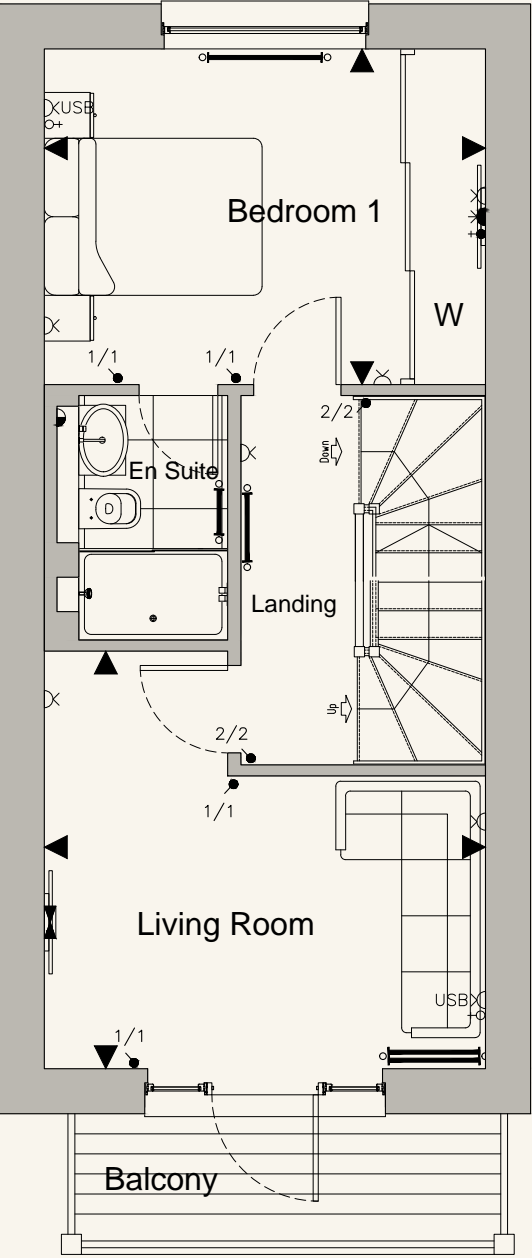 USB
Bedroom 1
W
1/1
1/1
2/2
Down
En Suite
D
Landing
Up
2/2
1/1
Living Room
USB
1/1
Balcony